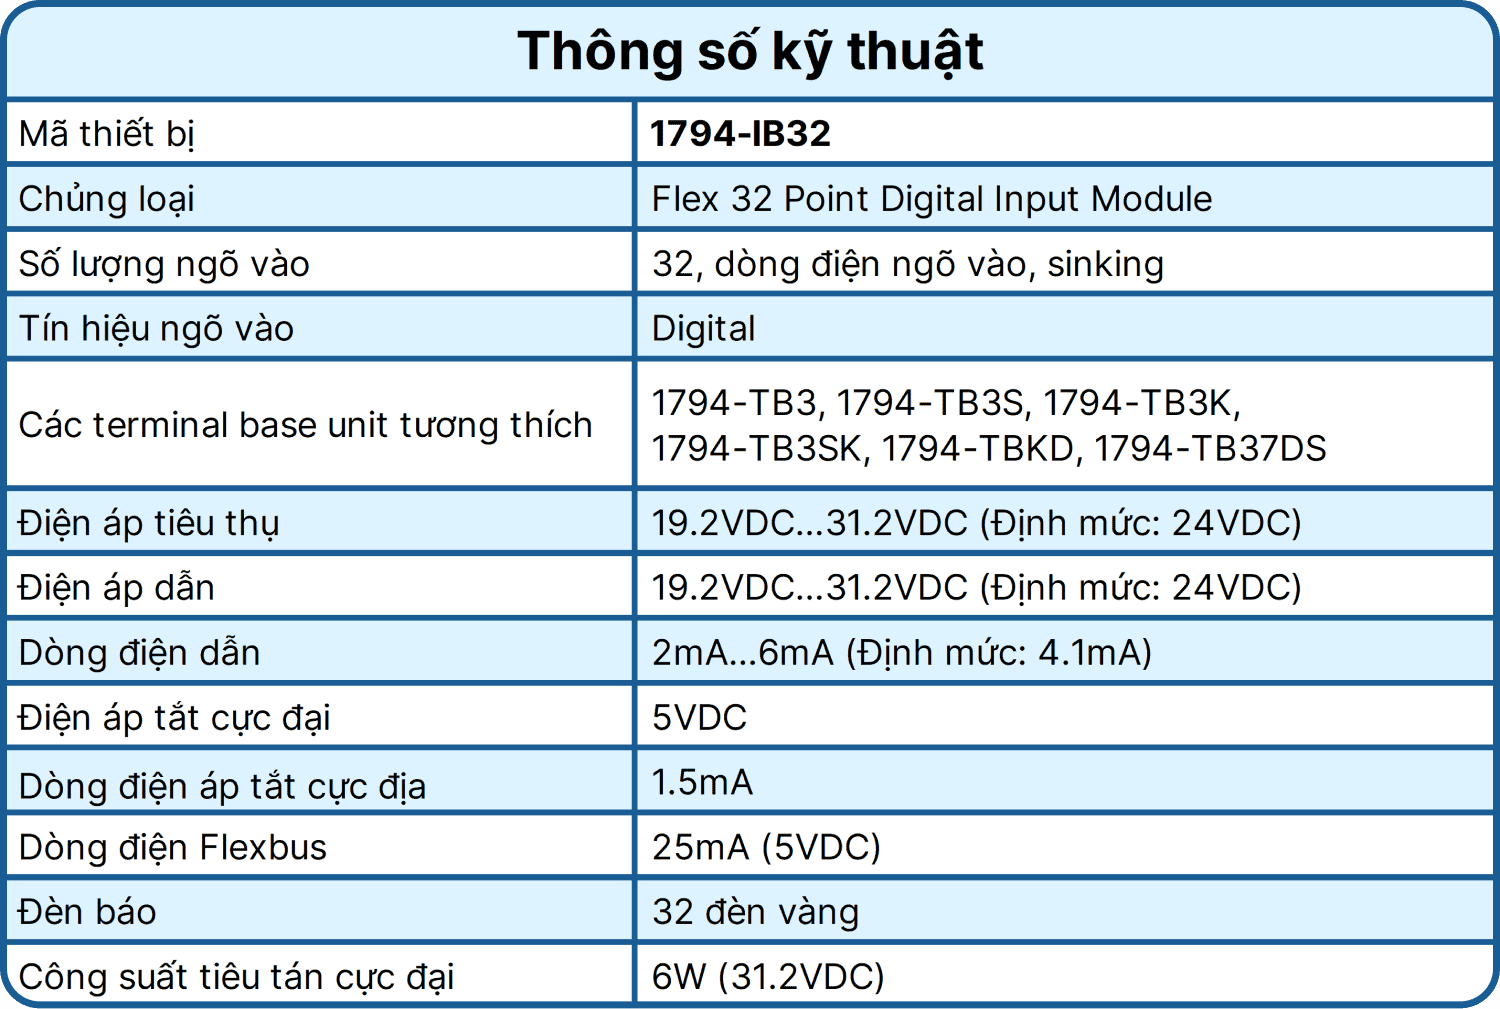 Thông số kỹ thuật
Mã thiết bị
1794-IB32
Chủng loại
Flex 32 Point Digital Input Module
Số lượng ngõ vào
32, dòng điện ngõ vào, sinking
Tín hiệu ngõ vào
Digital
Các terminal base unit tương thích
1794-TB3, 1794-TB3S, 1794-TB3K,
1794-TB3SK, 1794-TBKD, 1794-TB37DS
Điện áp tiêu thụ
19.2VDC...31.2VDC (Định mức: 24VDC)
Điện áp dẫn
19.2VDC...31.2VDC (Định mức: 24VDC)
Dòng điện dẫn
2mA...6mA (Định mức: 4.1mA)
Điện áp tắt cực đại
5VDC
Dòng điện áp tắt cực địa
1.5mA
Dòng điện Flexbus
25mA (5VDC)
Đèn báo
32 đèn vàng
Công suất tiêu tán cực đại
6W (31.2VDC)